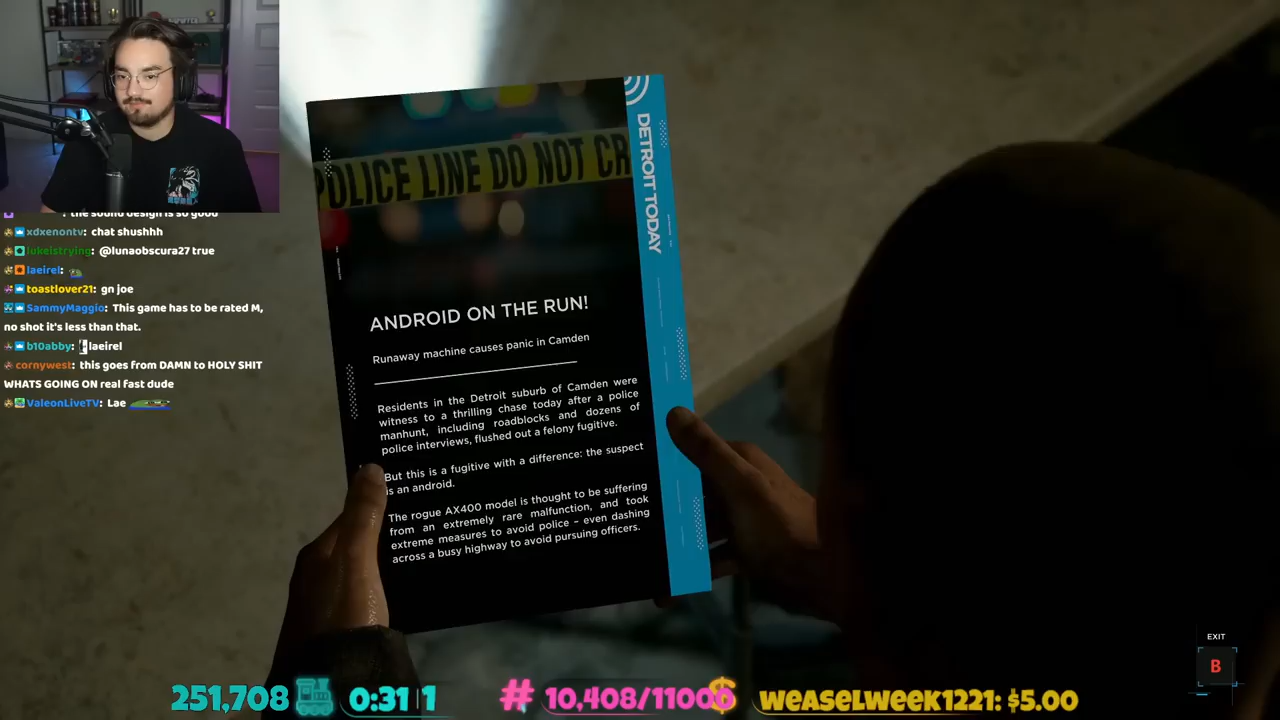 the sound design is so good
xdxenontv: chat shushhh
lukeistrying: @lunaobscura27 true
laeirel:
toastlover21: gn joe
SammyMaggio: This game has to be rated M,
no shot it's less than that.
b10abby: laeirel
cornywest: this goes from DAMN to HOLY SHIT
WHATS GOING ON real fast dude
ValeonLiveTV: Lae
POLICE LINE DO NOT CR
DETROIT TODAY
ANDROID ON THE RUN!
Runaway machine causes panic in Camden
Residents in the Detroit suburb of Camden were
witness to a thrilling chase today after a police
manhunt, including roadblocks and dozens of
police interviews, flushed out a felony fugitive.
But this is a fugitive with a difference: the suspect
is an android.
The rogue AX400 model is thought to be suffering
from an extremely rare malfunction, and took
extreme measures to avoid police - even dashing
across a busy highway to avoid pursuing officers.
EXIT
B
251,708
0:31 | 1
# 10,408/11000
weaselweek1221: $5.00